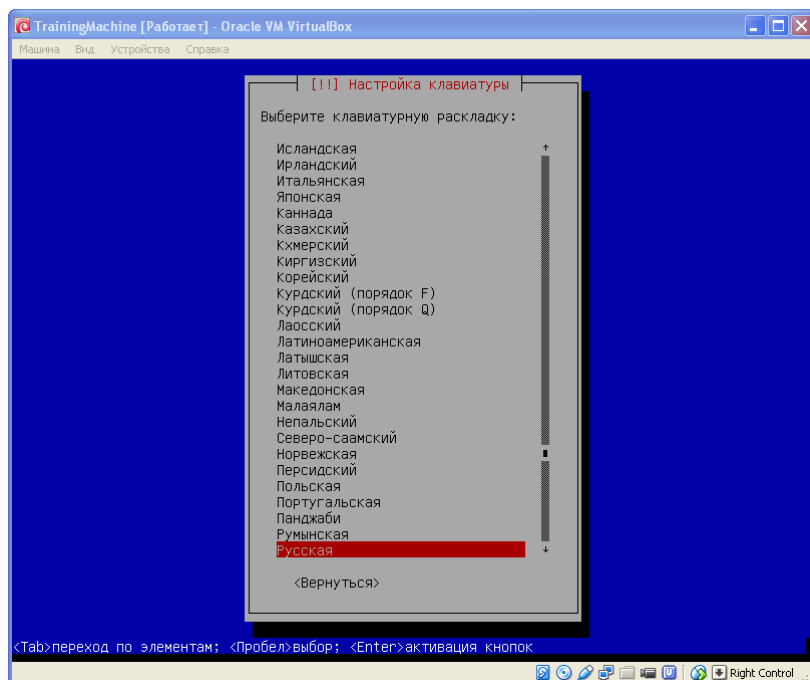 TrainingMachine [Работает] - Oracle VM VirtualBox
Машина Вид Устройства Справка
[!!] Настройка клавиатуры
Выберите клавиатурную раскладку:
Исландская
Ирландский
Итальянская
Японская
Каннада
Казахский
Кхмерский
Киргизский
Корейский
Курдский (порядок F)
Курдский (порядок Q)
Лаосский
Латиноамериканская
Латышская
Литовская
Македонская
Малаялам
Непальский
Северо-саамский
Норвежская
Персидский
Польская
Португальская
Панджаби
Румынская
Русская
<Вернуться>
<Tab>переход по элементам; <Пробел>выбор; <Enter>активация кнопок
Right Control